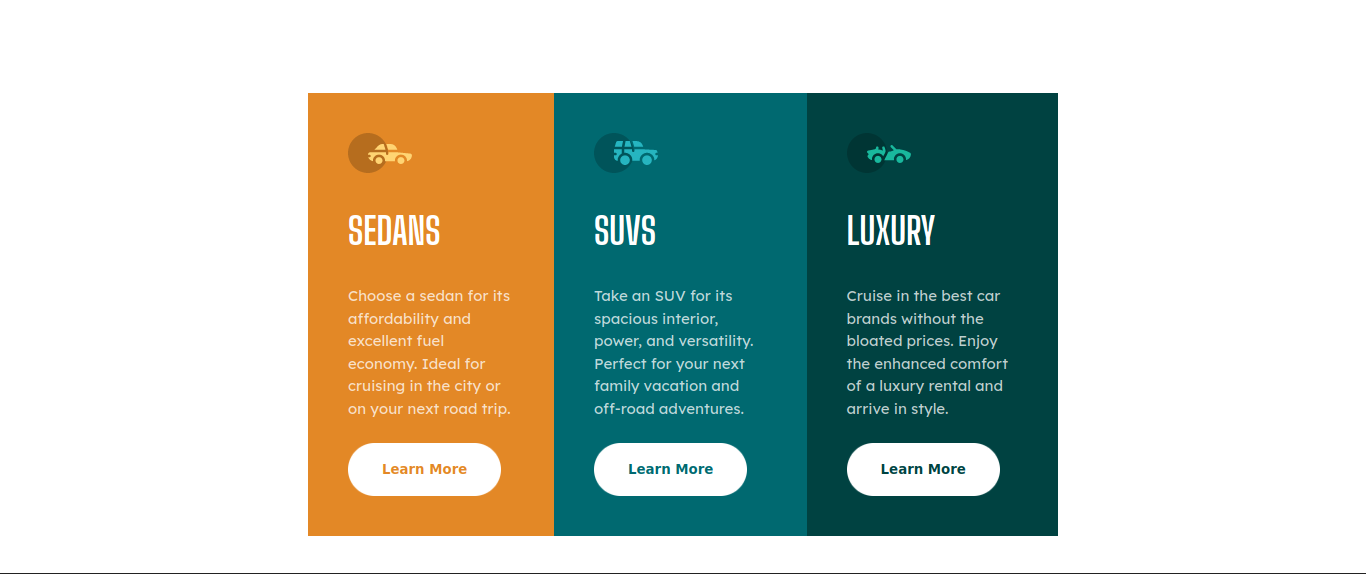 SEDANS
Choose a sedan for its
affordability and
excellent fuel
economy. Ideal for
cruising in the city or
on your next road trip.
Learn More
SUVS
Take an SUV for its
spacious interior,
power, and versatility.
Perfect for your next
family vacation and
off-road adventures.
Learn More
LUXURY
Cruise in the best car
brands without the
bloated prices. Enjoy
the enhanced comfort
of a luxury rental and
arrive in style.
Learn More